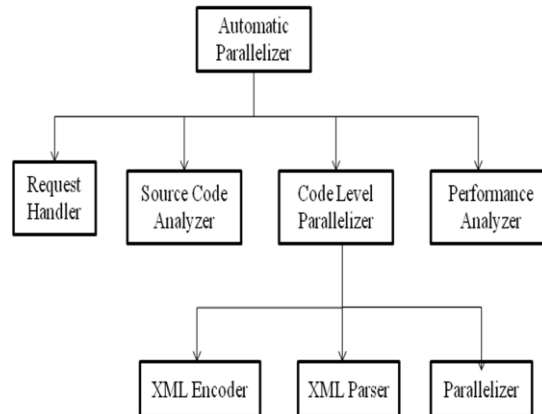 Automatic
Parallelizer
Request
Handler
Source Code
Analyzer
Code Level
Parallelizer
Performance
Analyzer
XML Encoder
XML Parser
Parallelizer